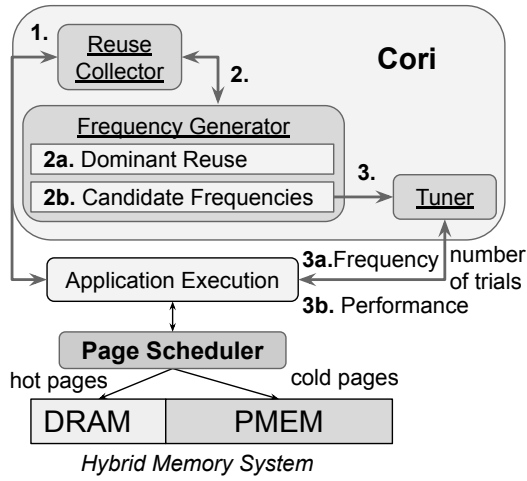 1.
Reuse
Collector
Cori
2.
Frequency Generator
2a. Dominant Reuse
2b. Candidate Frequencies
3.
Tuner
Application Execution
3a.Frequency
number
of trials
3b. Performance
Page Scheduler
hot pages
cold pages
DRAM
PMEM
Hybrid Memory System